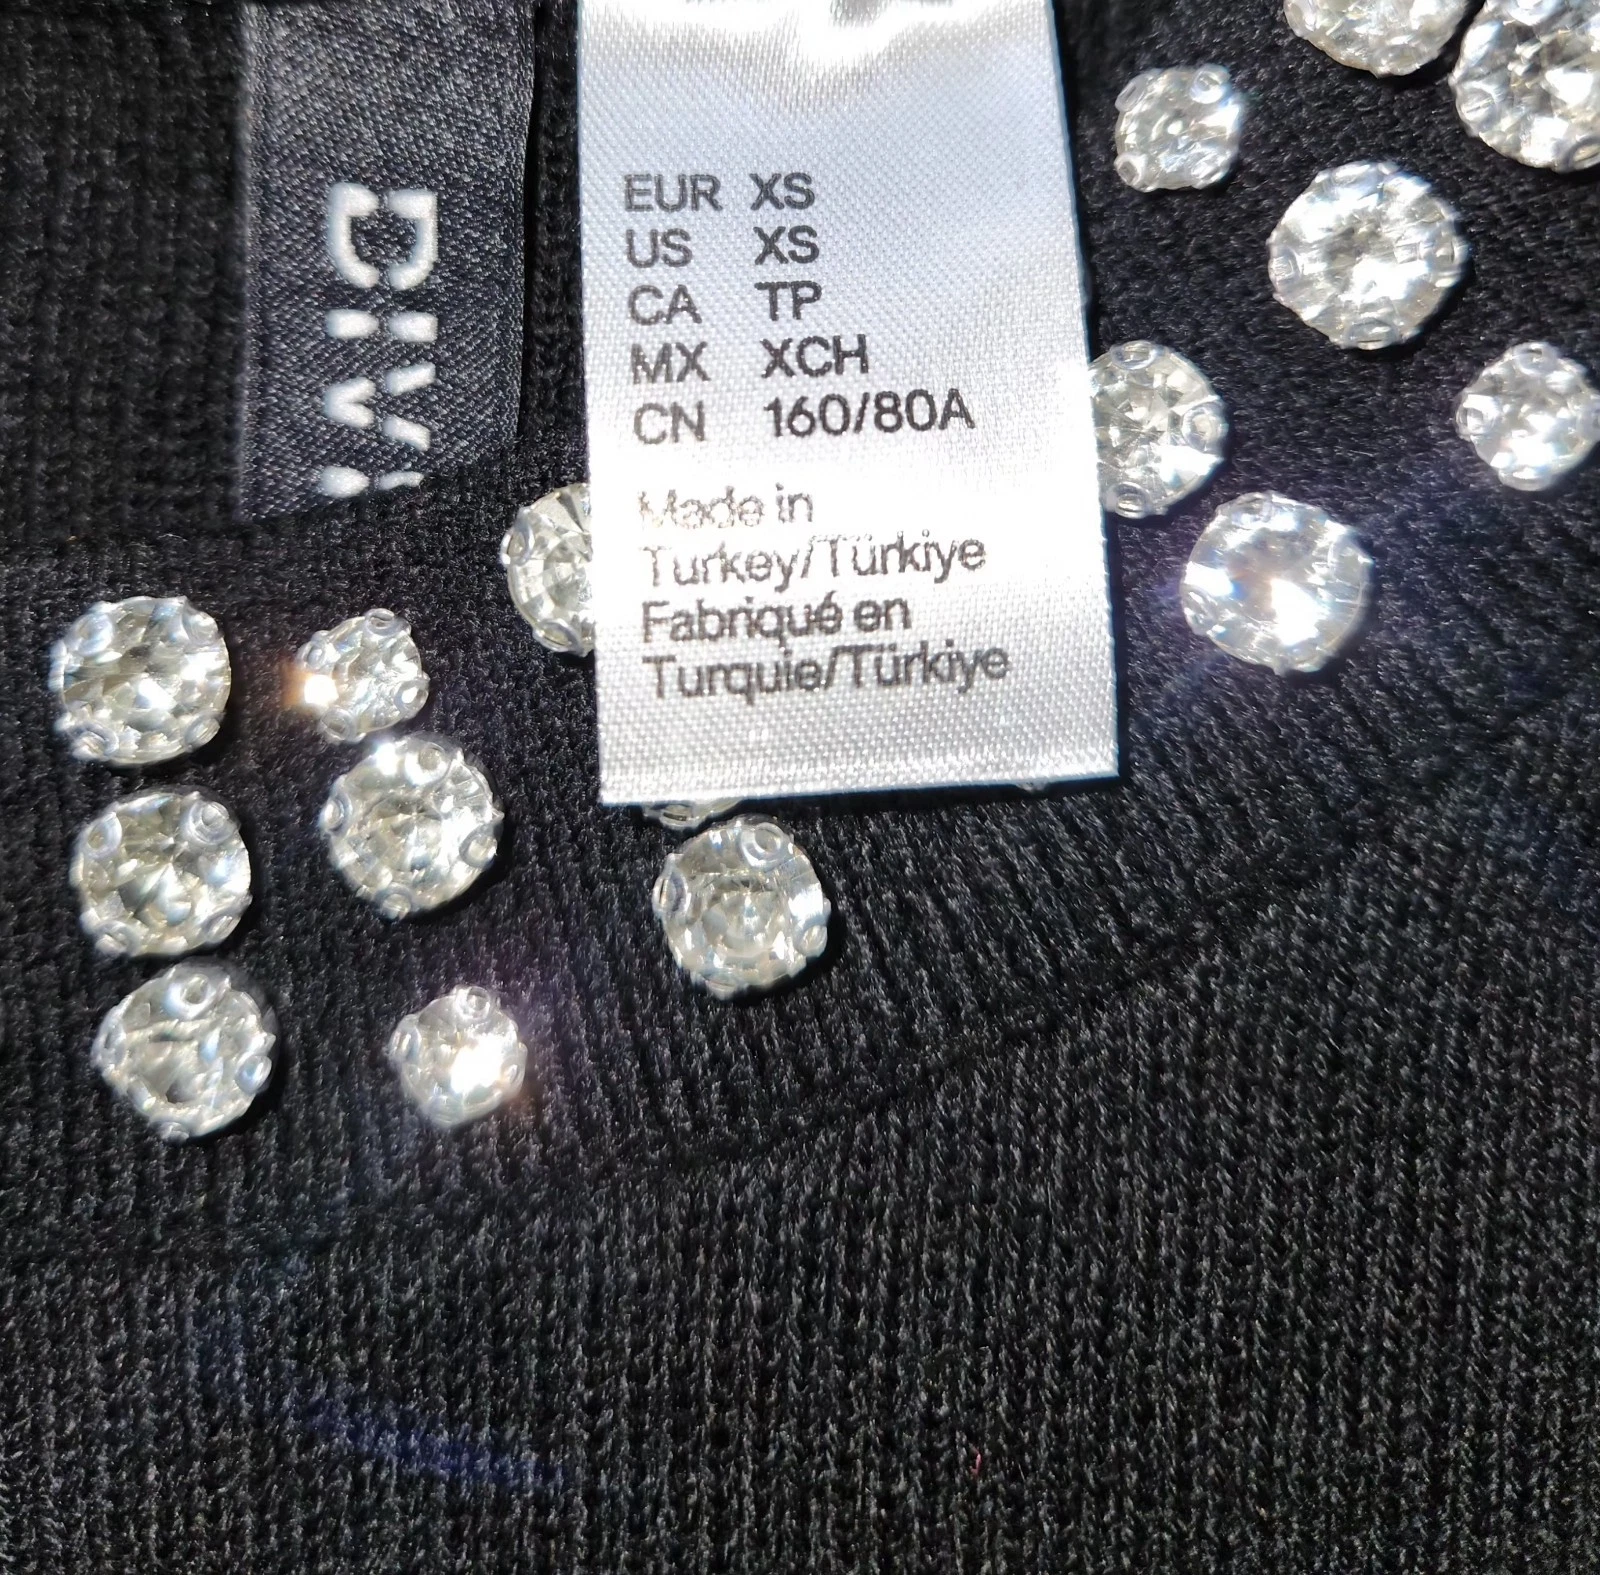 DIV
EUR XS
US XS
CA TP
MX XCH
CN 160/80A
Made in
Turkey/Türkiye
Fabriqué en
Turquie/Türkiye